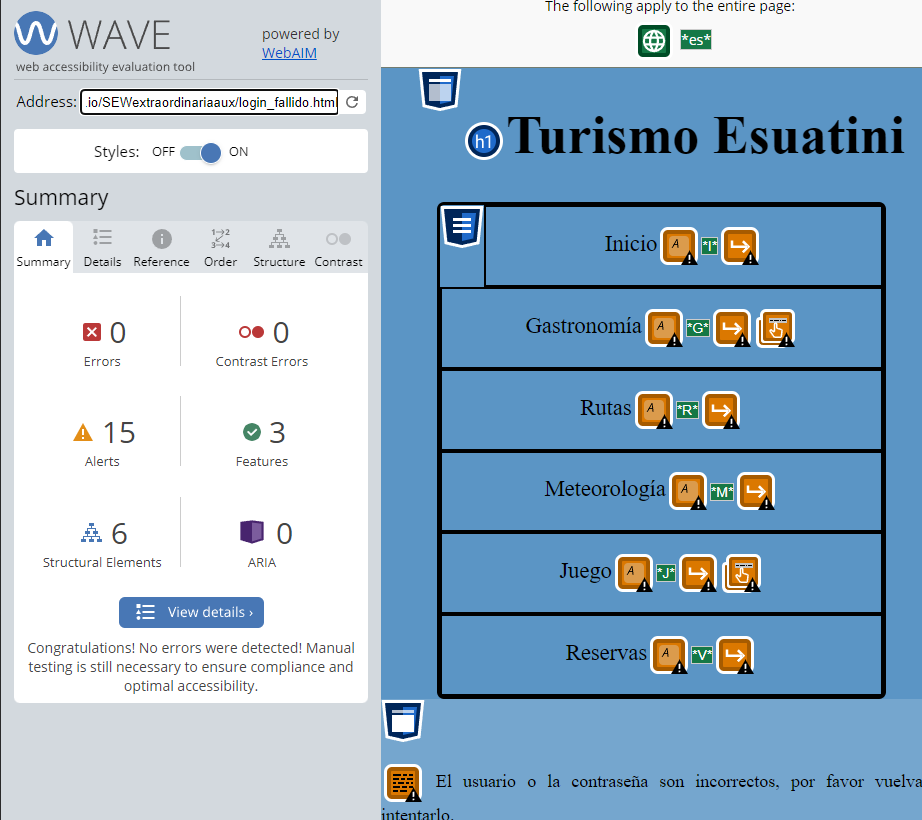 WAVE
web accessibility evaluation tool
powered by
WebAIM
Address: .io/SEWextraordinariaaux/login_fallido.html
Styles: OFF ON
Summary
Summary Details Reference Order Structure Contrast
0
Errors
0
Contrast Errors
15
Alerts
3
Features
6
Structural Elements
0
ARIA
View details ›
Congratulations! No errors were detected! Manual
testing is still necessary to ensure compliance and
optimal accessibility.
The following apply to the entire page:
*es*
h1 Turismo Esuatini
Inicio A *I*
Gastronomía A *G*
Rutas A *R*
Meteorología A *M*
Juego A *J*
Reservas A *V*
El usuario o la contraseña son incorrectos, por favor vuelva
intentarlo.